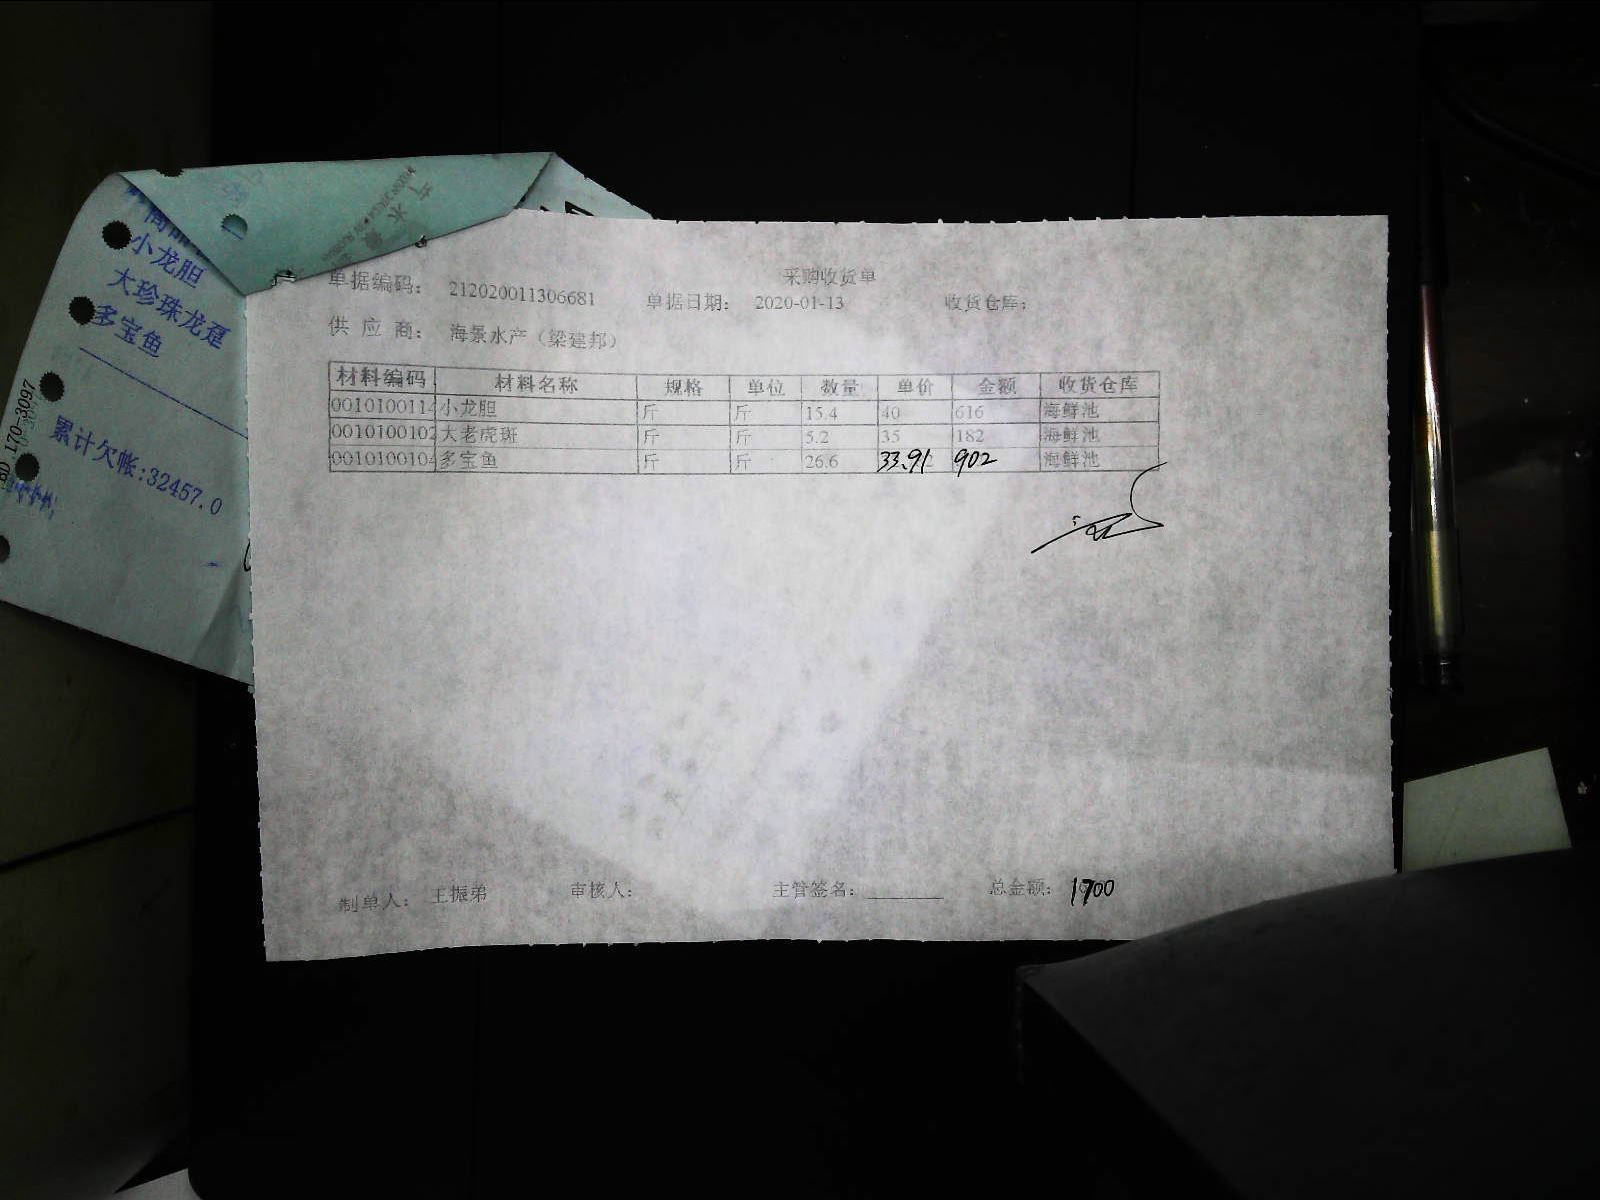 小龙胆
大珍珠龙趸
多宝鱼
累计欠帐:32457.0
170-3097
采购收货单
单据编码: 212020011306681 单据日期: 2020-01-13 收货仓库:
供 应 商: 海景水产（梁建邦）
材料编码 材料名称 规格 单位 数量 单价 金额 收货仓库
0010100114 小龙胆 斤 斤 15.4 40 616 海鲜池
0010100102 大老虎斑 斤 斤 5.2 35 182 海鲜池
001010010 多宝鱼 斤 斤 26.6 33.91 902 海鲜池
制单人: 王振弟 审核人: 主管签名: 总金额: 1700